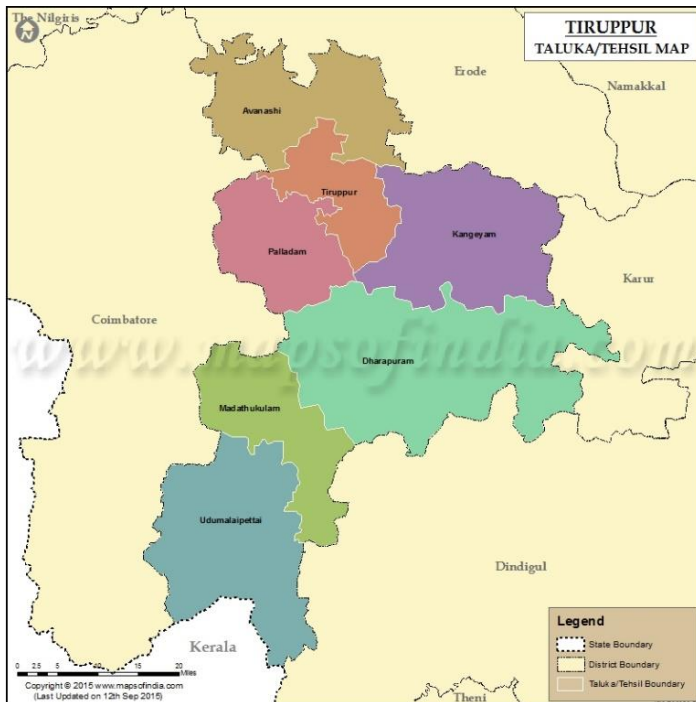 The Nilgiris
TIRUPPUR
TALUKA/TEHSIL MAP
Erode
Namakkal
Avanashi
Tiruppur
Kangeyam
Palladam
Karur
Coimbatore
www.mapsofindia.com
Dharapuram
Madathukulam
Udumalaipettai
Dindigul
Kerala
Theni
Legend
State Boundary
District Boundary
Taluka/Tehsil Boundary
0 2.5 5 10 15 20
Miles
Copyright © 2015 www.mapsofindia.com
(Last Updated on 12th Sep 2015)